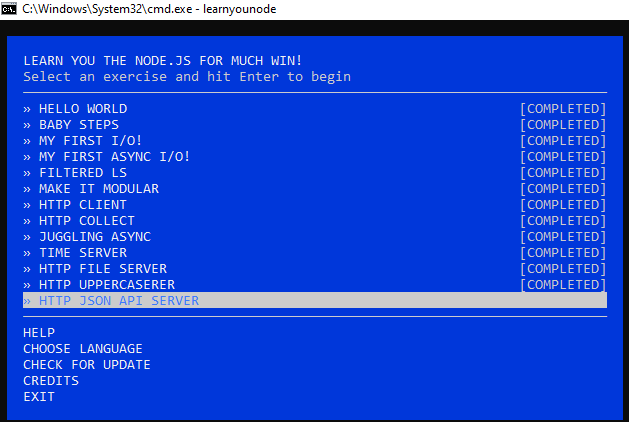 C:\Windows\System32\cmd.exe - learnyounode
LEARN YOU THE NODE.JS FOR MUCH WIN!
Select an exercise and hit Enter to begin
» HELLO WORLD [COMPLETED]
» BABY STEPS [COMPLETED]
» MY FIRST I/O! [COMPLETED]
» MY FIRST ASYNC I/O! [COMPLETED]
» FILTERED LS [COMPLETED]
» MAKE IT MODULAR [COMPLETED]
» HTTP CLIENT [COMPLETED]
» HTTP COLLECT [COMPLETED]
» JUGGLING ASYNC [COMPLETED]
» TIME SERVER [COMPLETED]
» HTTP FILE SERVER [COMPLETED]
» HTTP UPPERCASERER [COMPLETED]
» HTTP JSON API SERVER
HELP
CHOOSE LANGUAGE
CHECK FOR UPDATE
CREDITS
EXIT